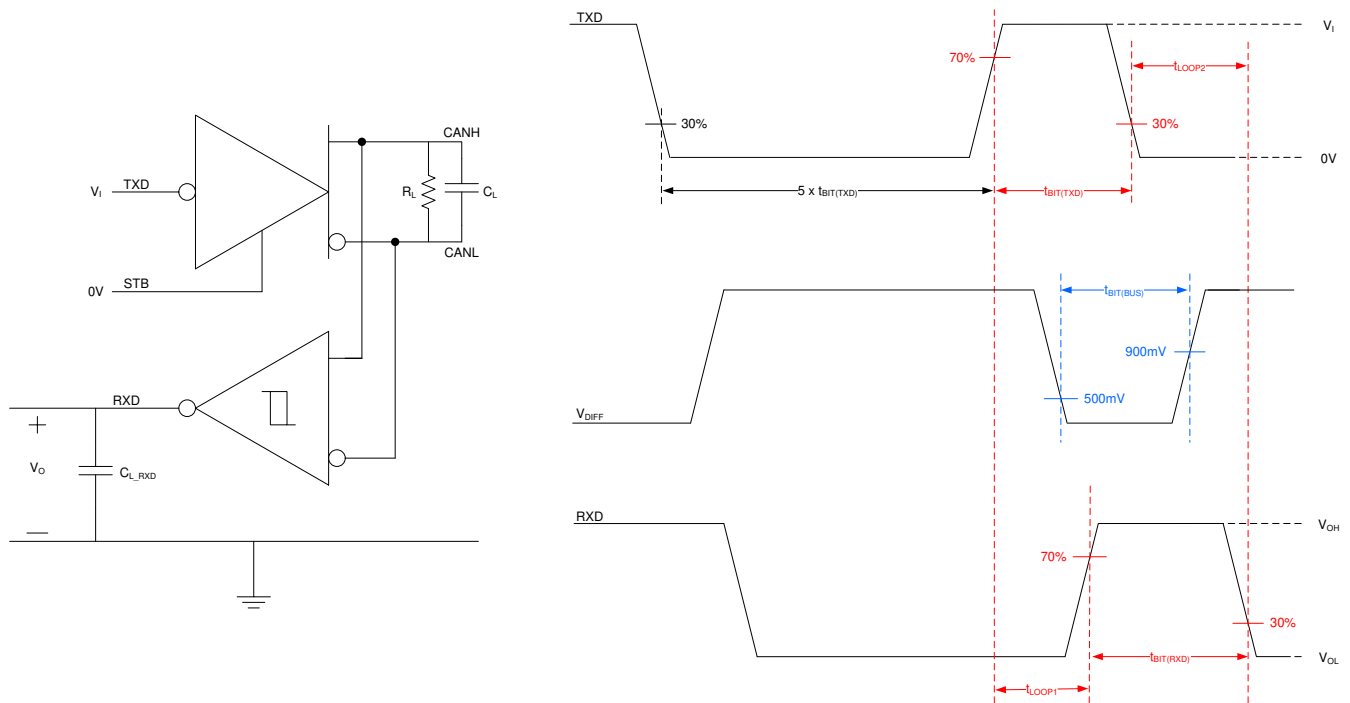 V_I
TXD
STB
0V
CANH
R_L
C_L
CANL
RXD
+
V_O
—
C_L_RXD
TXD
V_I
70%
t_LOOP2
30%
30%
0V
5 x t_BIT(TXD)
t_BIT(TXD)
t_BIT(BUS)
900mV
500mV
V_DIFF
RXD
V_OH
70%
30%
t_BIT(RXD)
V_OL
t_LOOP1